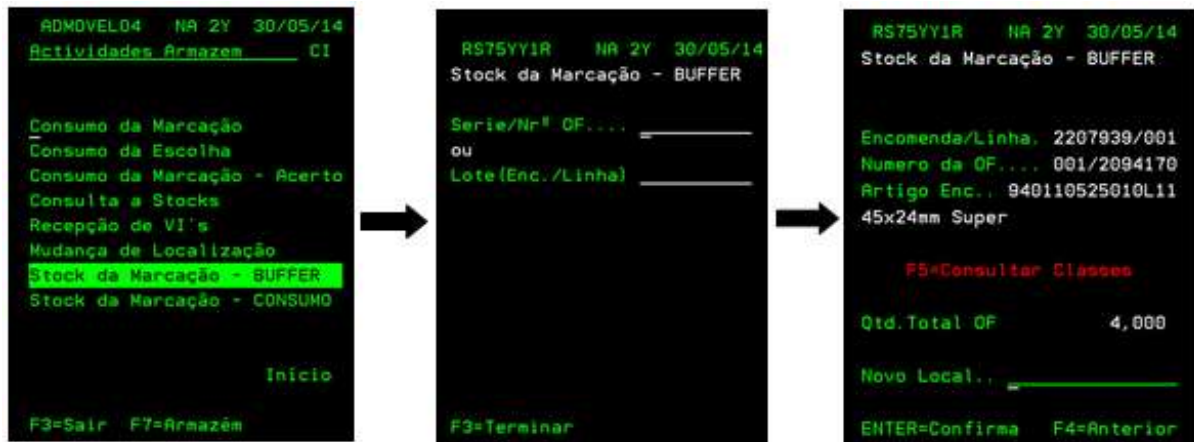 ADMOVEL04 NA 2Y 30/05/14
Actividades Armazem CI
Consumo da Marcação
Consumo da Escolha
Consumo da Marcação - Acerto
Consulta a Stocks
Recepção de VI's
Mudança de Localização
Stock da Marcação - BUFFER
Stock da Marcação - CONSUMO
Início
F3=Sair F7=Armazém
RS75YY1R NA 2Y 30/05/14
Stock da Marcação - BUFFER
Serie/Nrº OF....
ou
Lote(Enc./Linha)
F3=Terminar
RS75YY1R NA 2Y 30/05/14
Stock da Marcação - BUFFER
Encomenda/Linha. 2207939/001
Numero da OF.... 001/2094170
Artigo Enc.. 940110525010L11
45x24mm Super
F5=Consultar Classes
Qtd.Total OF 4,000
Novo Local..
ENTER=Confirma F4=Anterior